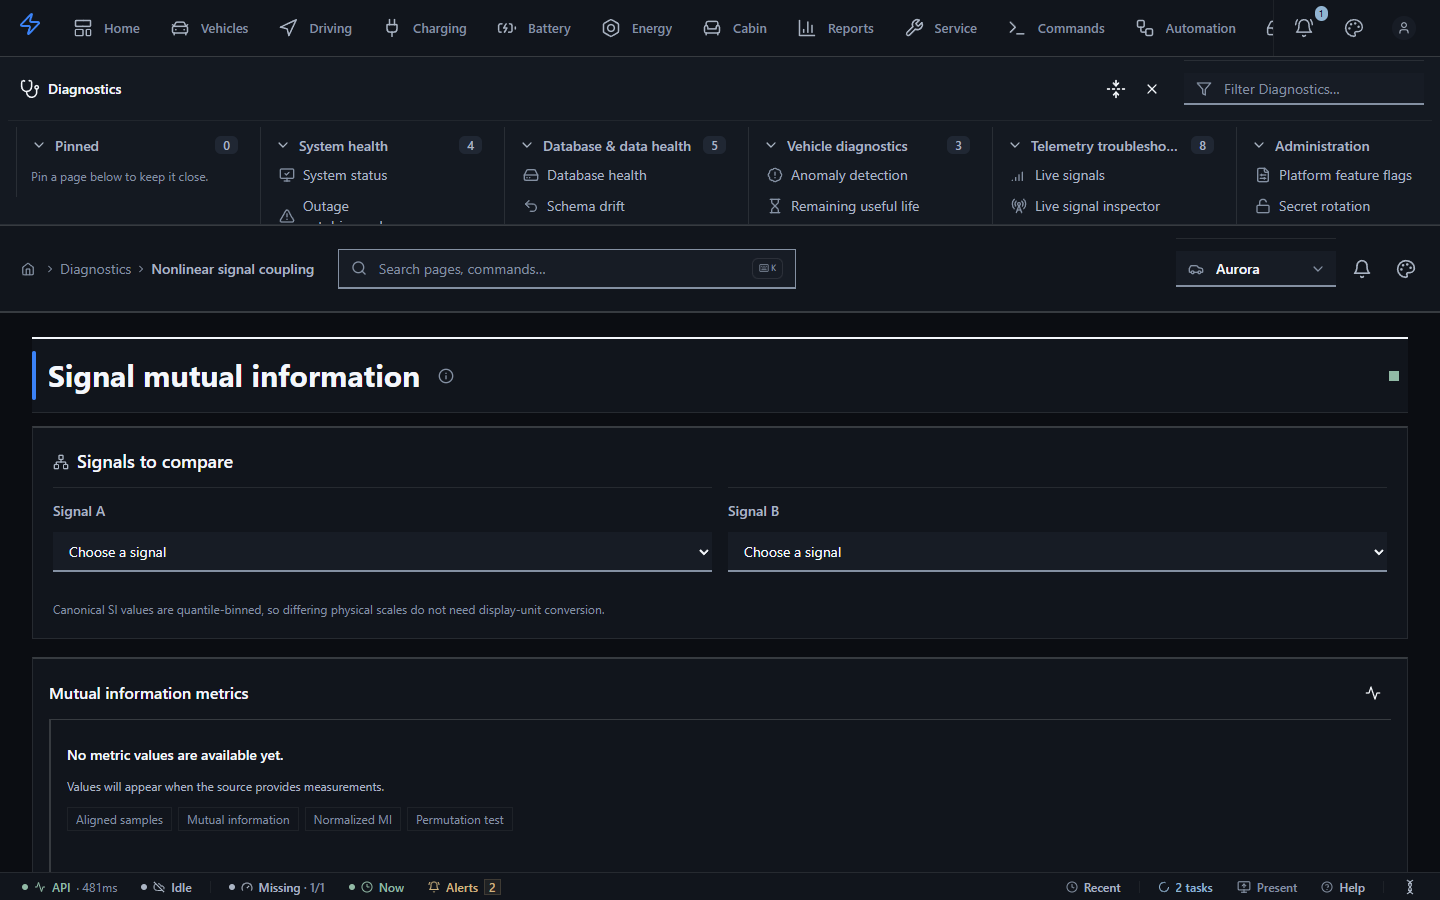 Home Vehicles Driving Charging Battery Energy Cabin Reports Service Commands Automation 1
Diagnostics Filter Diagnostics...
Pinned 0 System health 4 Database & data health 5 Vehicle diagnostics 3 Telemetry troublesho... 8 Administration
Pin a page below to keep it close. System status Database health Anomaly detection Live signals Platform feature flags
Outage Schema drift Remaining useful life Live signal inspector Secret rotation
Diagnostics Nonlinear signal coupling Search pages, commands... K Aurora
Signal mutual information
Signals to compare
Signal A Signal B
Choose a signal Choose a signal
Canonical SI values are quantile-binned, so differing physical scales do not need display-unit conversion.
Mutual information metrics
No metric values are available yet.
Values will appear when the source provides measurements.
Aligned samples Mutual information Normalized MI Permutation test
API · 481ms Idle Missing · 1/1 Now Alerts 2 Recent 2 tasks Present Help